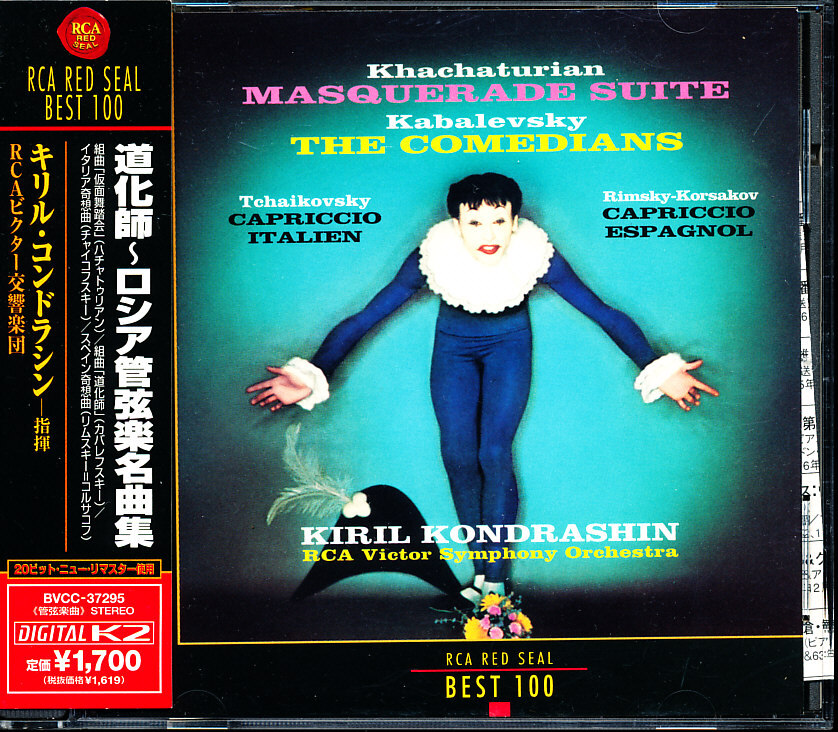 RCA
RED
SEAL
RCA RED SEAL
BEST 100
道化師~ロシア管弦楽名曲集
組曲「仮面舞踏会」(ハチャトゥリアン)/組曲「道化師」(カバレフスキー)/
イタリア奇想曲(チャイコフスキー)/スペイン奇想曲(リムスキー=コルサコフ)
キリル・コンドラシン―指揮
RCAビクター交響楽団
20ビット・ニュー・リマスター使用
BVCC-37295
《管弦楽曲》 STEREO
DIGITAL K2
定価¥1,700
(税抜価格¥1,619)
Khachaturian
MASQUERADE SUITE
Kabalevsky
THE COMEDIANS
Tchaikovsky
CAPRICCIO
ITALIEN
Rimsky-Korsakov
CAPRICCIO
ESPAGNOL
KIRIL KONDRASHIN
RCA Victor Symphony Orchestra
RCA RED SEAL
BEST 100